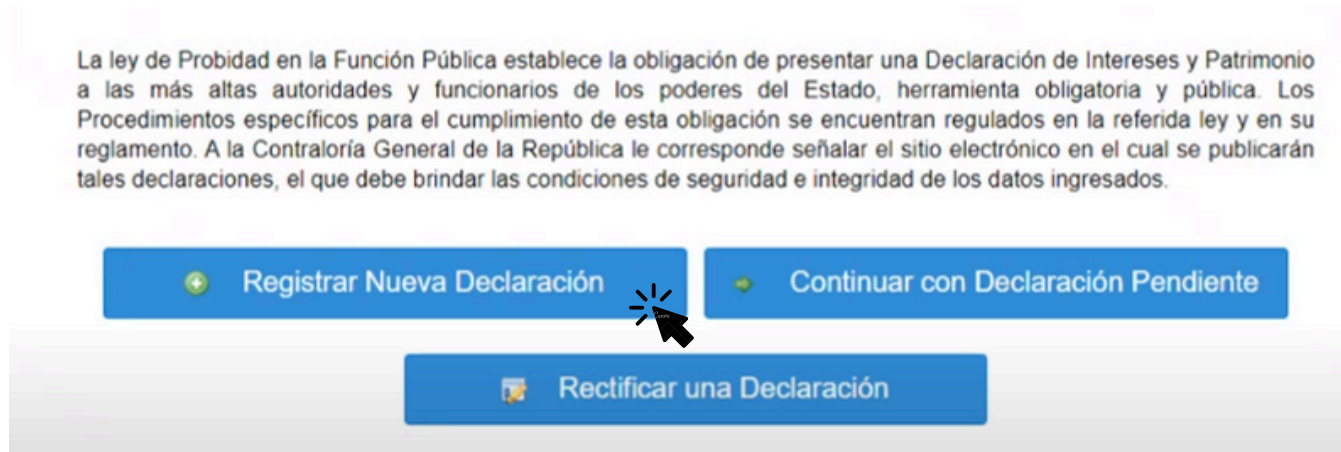 La ley de Probidad en la Función Pública establece la obligación de presentar una Declaración de Intereses y Patrimonio
a las más altas autoridades y funcionarios de los poderes del Estado, herramienta obligatoria y pública. Los
Procedimientos específicos para el cumplimiento de esta obligación se encuentran regulados en la referida ley y en su
reglamento. A la Contraloría General de la República le corresponde señalar el sitio electrónico en el cual se publicarán
tales declaraciones, el que debe brindar las condiciones de seguridad e integridad de los datos ingresados.
Registrar Nueva Declaración
Continuar con Declaración Pendiente
Rectificar una Declaración